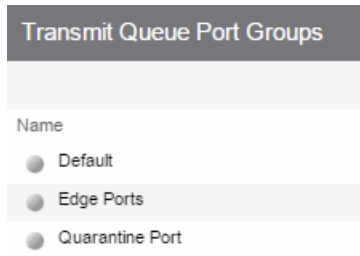 Transmit Queue Port Groups
Name
Default
Edge Ports
Quarantine Port